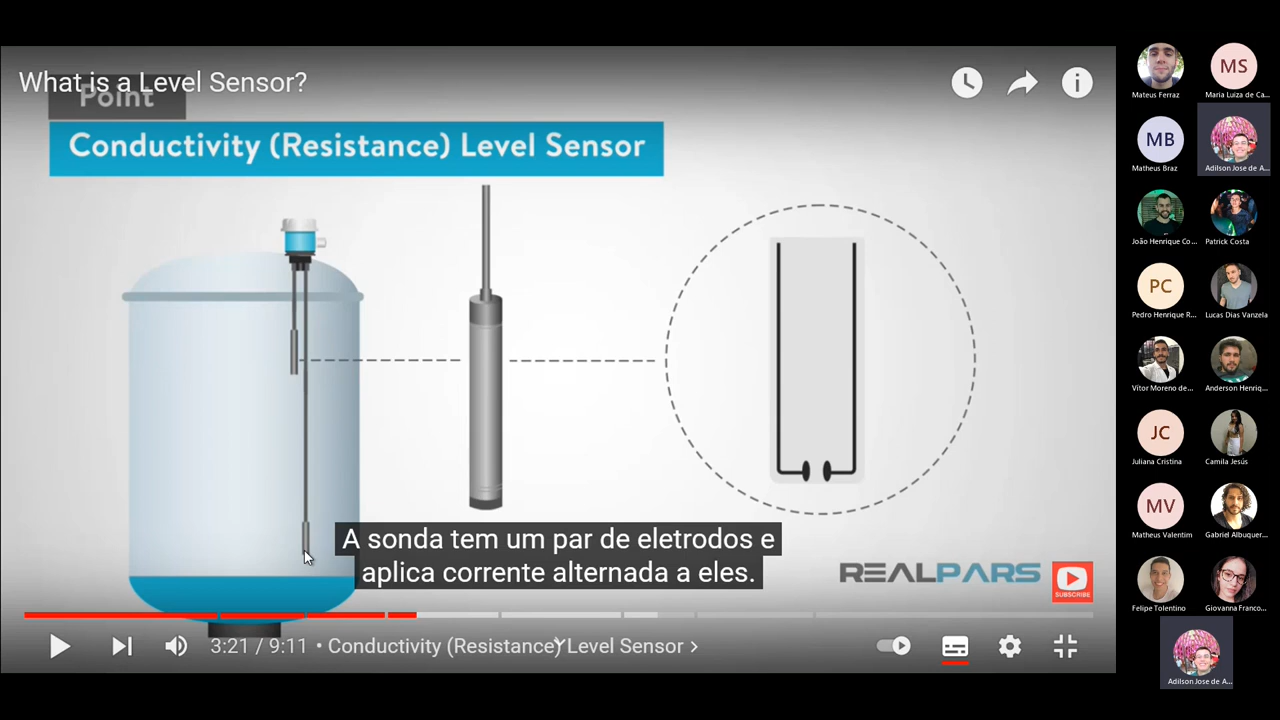 What is a Level Sensor?
Point
Conductivity (Resistance) Level Sensor
A sonda tem um par de eletrodos e
aplica corrente alternada a eles.
REALPARS
SUBSCRIBE
3:21 / 9:11 • Conductivity (Resistance) Level Sensor
Mateus Ferraz
MS
Maria Luiza de Ca...
MB
Matheus Braz
Adilson Jose de A...
João Henrique Co...
Patrick Costa
PC
Pedro Henrique R...
Lucas Dias Vanzela
Vítor Moreno de...
Anderson Henriq...
JC
Juliana Cristina
Camila Jesús
MV
Matheus Valentim
Gabriel Albuquer...
Felipe Tolentino
Giovanna Franco...
Adilson Jose de A...